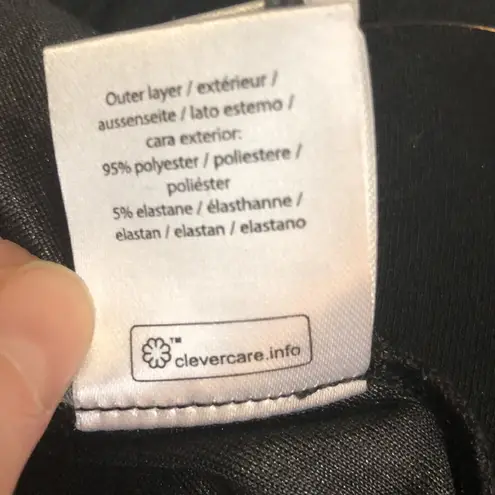 Outer layer / extérieur /
aussenseite / lato estemo /
cara exterior:
95% polyester / poliestere /
poliéster
5% elastane / élasthanne /
elastan / elastan / elastano
™
clevercare.info